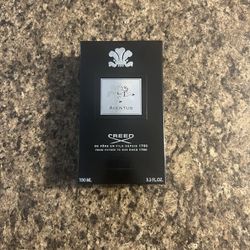 AVENTUS
CREED
DE PÈRE EN FILS DEPUIS 1760
FROM FATHER TO SON SINCE 1760
100 ML
3.3 FL.OZ.